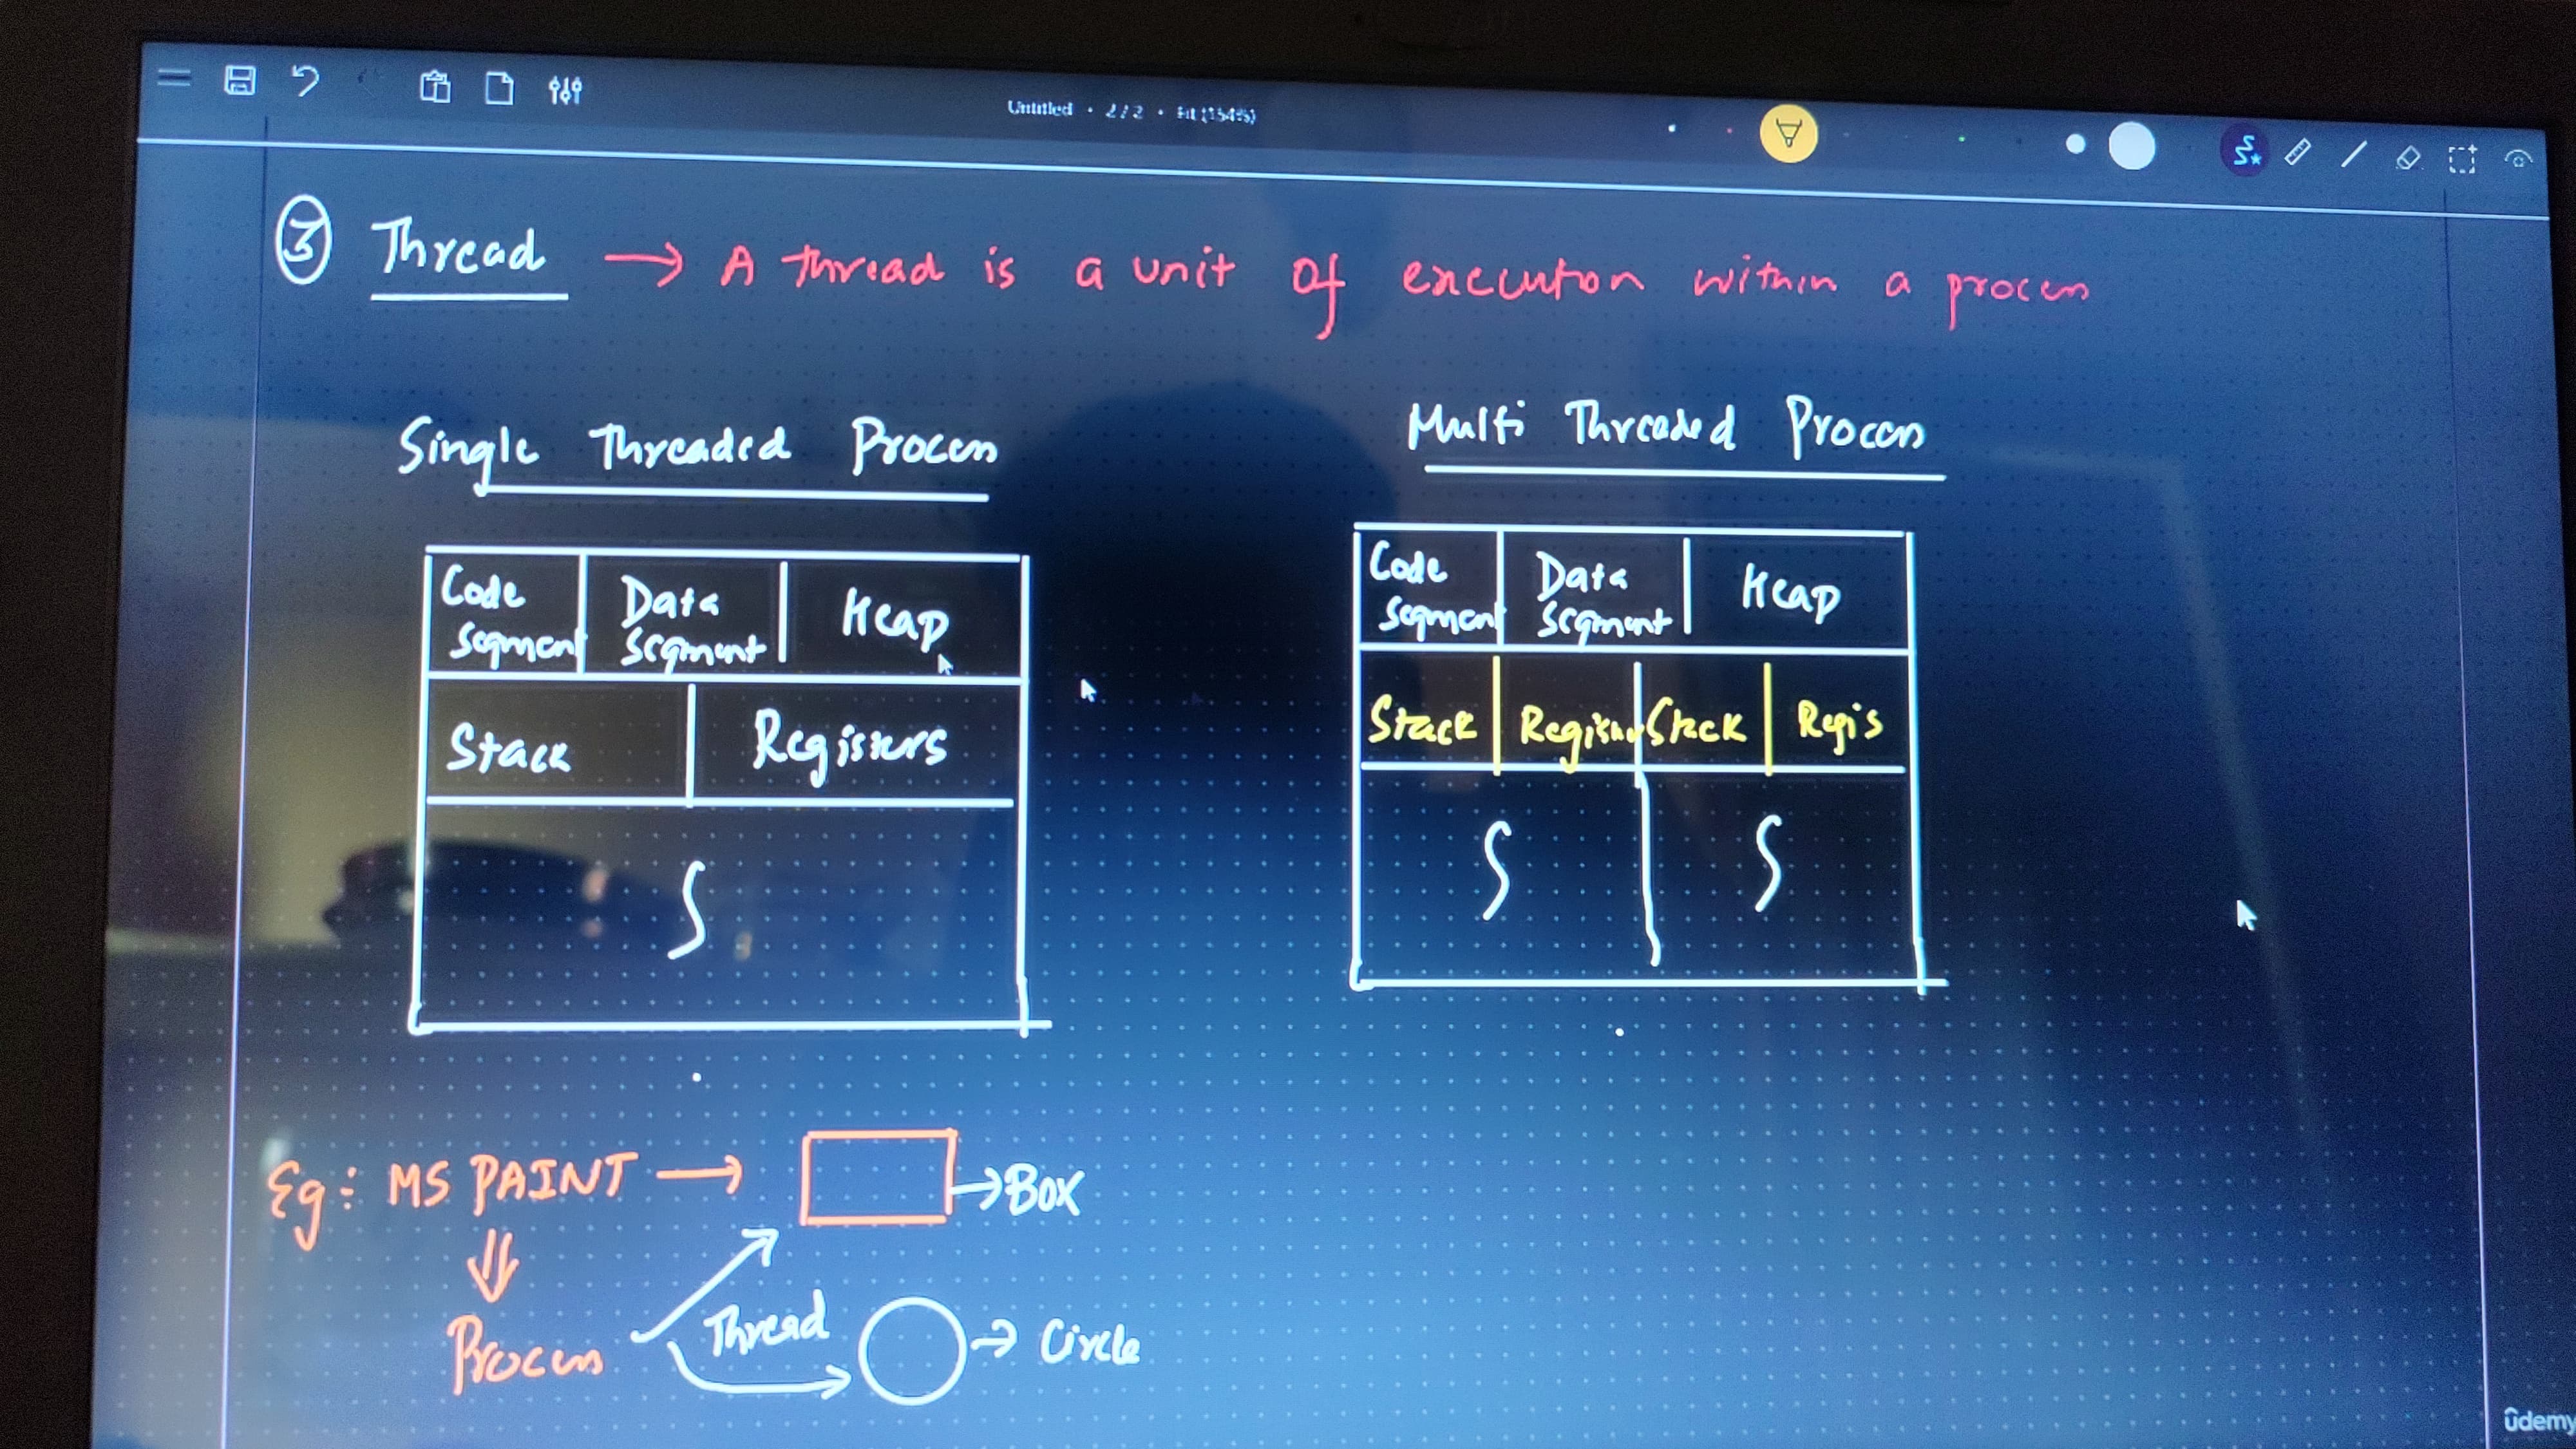 Untitled • 2/2 • Fit (154%)
3 Thread → A thread is a unit of execution within a process
Single Threaded Process
Multi Threaded Process
Code Segment
Data Segment
Heap
Stack
Registers
Code Segment
Data Segment
Heap
Stack
Register
Stack
Regis
Eg: MS PAINT → → Box
Process
Thread
→ Circle
ûdemy